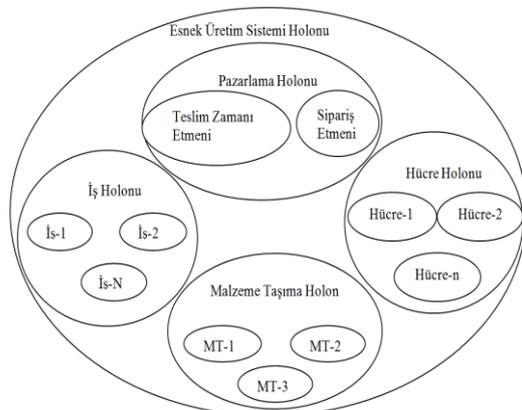 Esnek Üretim Sistemi Holonu
Pazarlama Holonu
Teslim Zamanı
Etmeni
Sipariş
Etmeni
İş Holonu
İs-1
İs-2
İs-N
Hücre Holonu
Hücre-1
Hücre-2
Hücre-n
Malzeme Taşıma Holon
MT-1
MT-2
MT-3